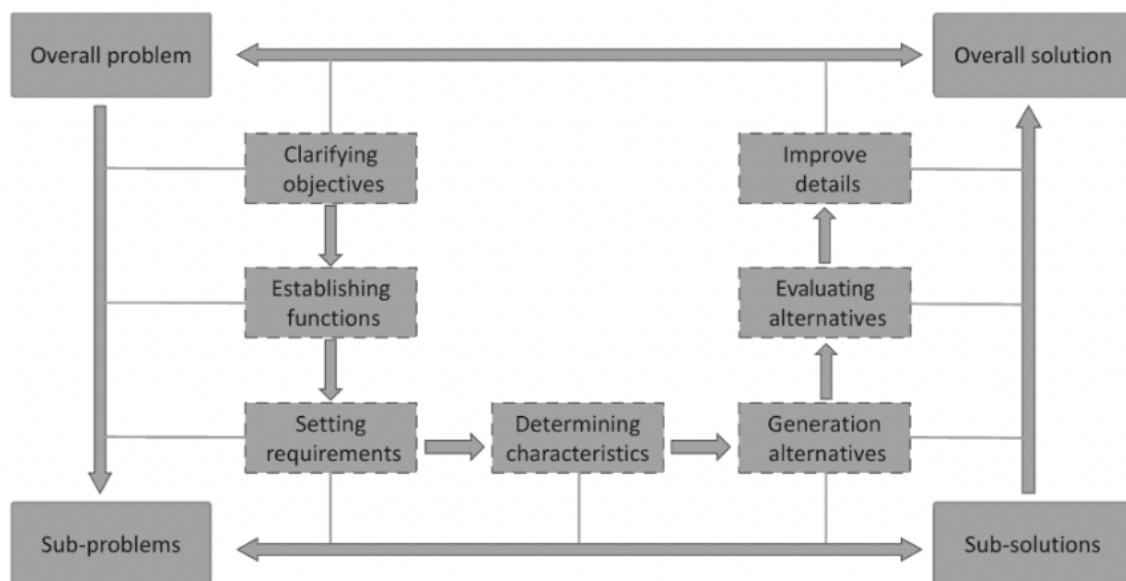 Overall problem
Overall solution
Clarifying
objectives
Improve
details
Establishing
functions
Evaluating
alternatives
Setting
requirements
Determining
characteristics
Generation
alternatives
Sub-problems
Sub-solutions